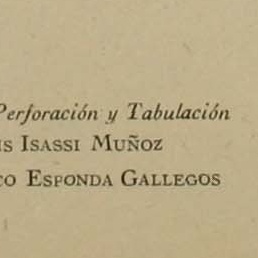 Perforación y Tabulación
is Isassi Muñoz
co Esponda Gallegos